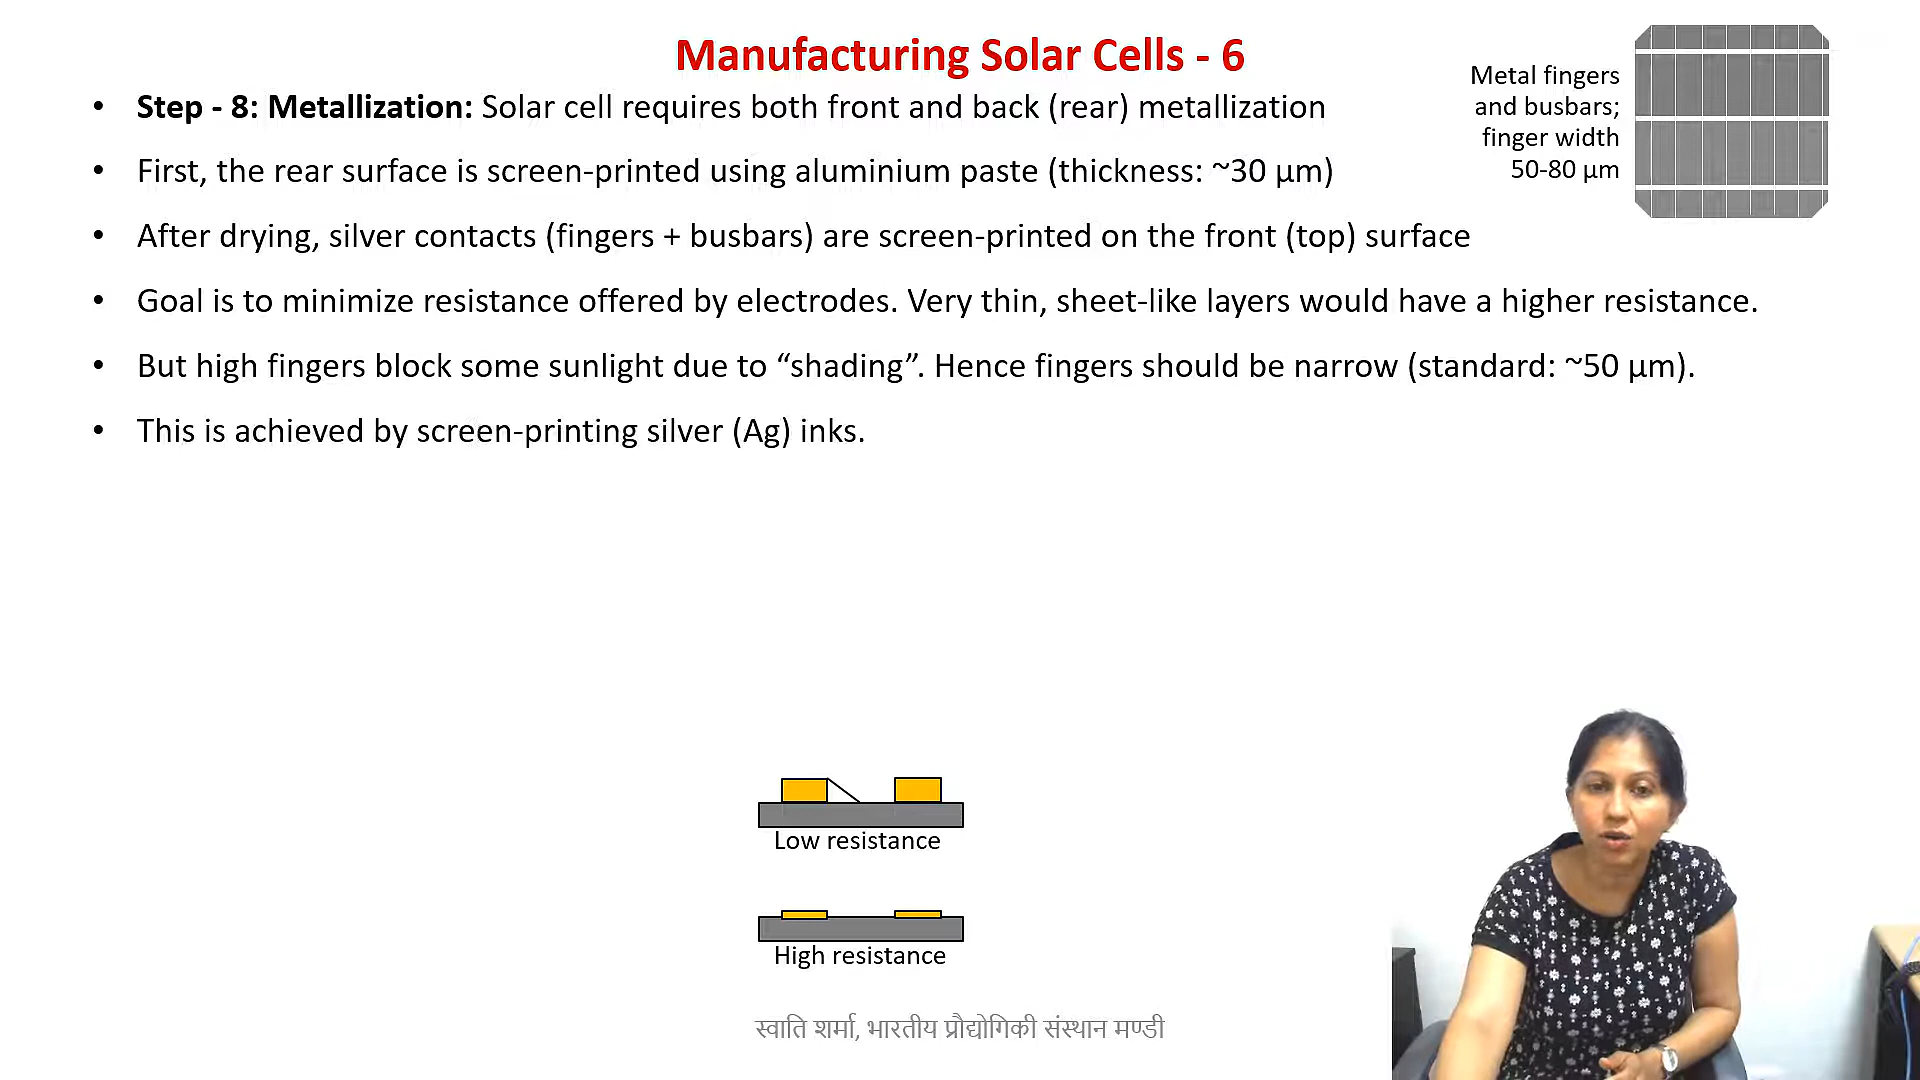 Manufacturing Solar Cells - 6
• Step - 8: Metallization: Solar cell requires both front and back (rear) metallization
• First, the rear surface is screen-printed using aluminium paste (thickness: ~30 µm)
• After drying, silver contacts (fingers + busbars) are screen-printed on the front (top) surface
• Goal is to minimize resistance offered by electrodes. Very thin, sheet-like layers would have a higher resistance.
• But high fingers block some sunlight due to “shading”. Hence fingers should be narrow (standard: ~50 µm).
• This is achieved by screen-printing silver (Ag) inks.
Metal fingers
and busbars;
finger width
50-80 µm
Low resistance
High resistance
स्वाति शर्मा, भारतीय प्रौद्योगिकी संस्थान मण्डी